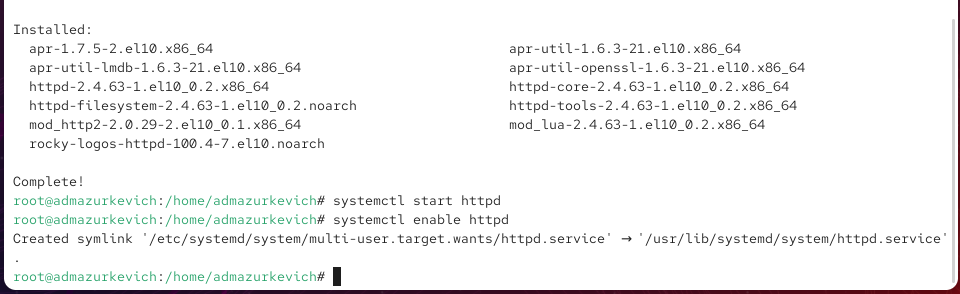 Installed:
apr-1.7.5-2.el10.x86_64 apr-util-1.6.3-21.el10.x86_64
apr-util-lmdb-1.6.3-21.el10.x86_64 apr-util-openssl-1.6.3-21.el10.x86_64
httpd-2.4.63-1.el10_0.2.x86_64 httpd-core-2.4.63-1.el10_0.2.x86_64
httpd-filesystem-2.4.63-1.el10_0.2.noarch httpd-tools-2.4.63-1.el10_0.2.x86_64
mod_http2-2.0.29-2.el10_0.1.x86_64 mod_lua-2.4.63-1.el10_0.2.x86_64
rocky-logos-httpd-100.4-7.el10.noarch
Complete!
root@admazurkevich:/home/admazurkevich# systemctl start httpd
root@admazurkevich:/home/admazurkevich# systemctl enable httpd
Created symlink '/etc/systemd/system/multi-user.target.wants/httpd.service' → '/usr/lib/systemd/system/httpd.service'
.
root@admazurkevich:/home/admazurkevich#